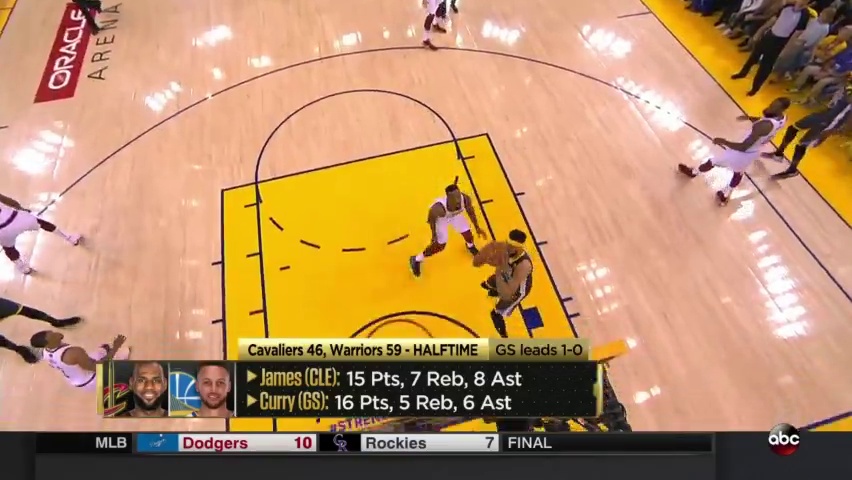 ORACLE
ARENA
Cavaliers 46, Warriors 59 - HALFTIME GS leads 1-0
James (CLE): 15 Pts, 7 Reb, 8 Ast
Curry (GS): 16 Pts, 5 Reb, 6 Ast
MLB Dodgers 10 CR Rockies 7 FINAL
abc